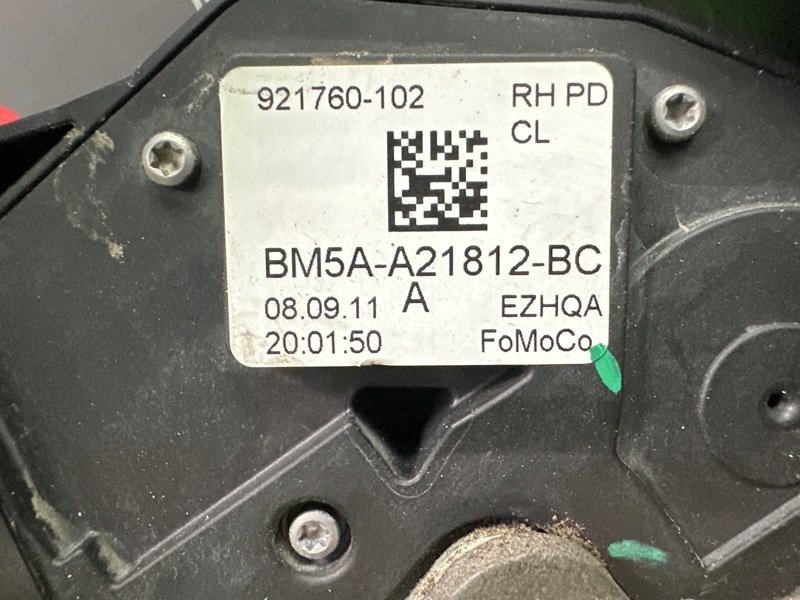 921760-102 RH PD
CL
BM5A-A21812-BC
08.09.11 A EZHQA
20:01:50 FoMoCo